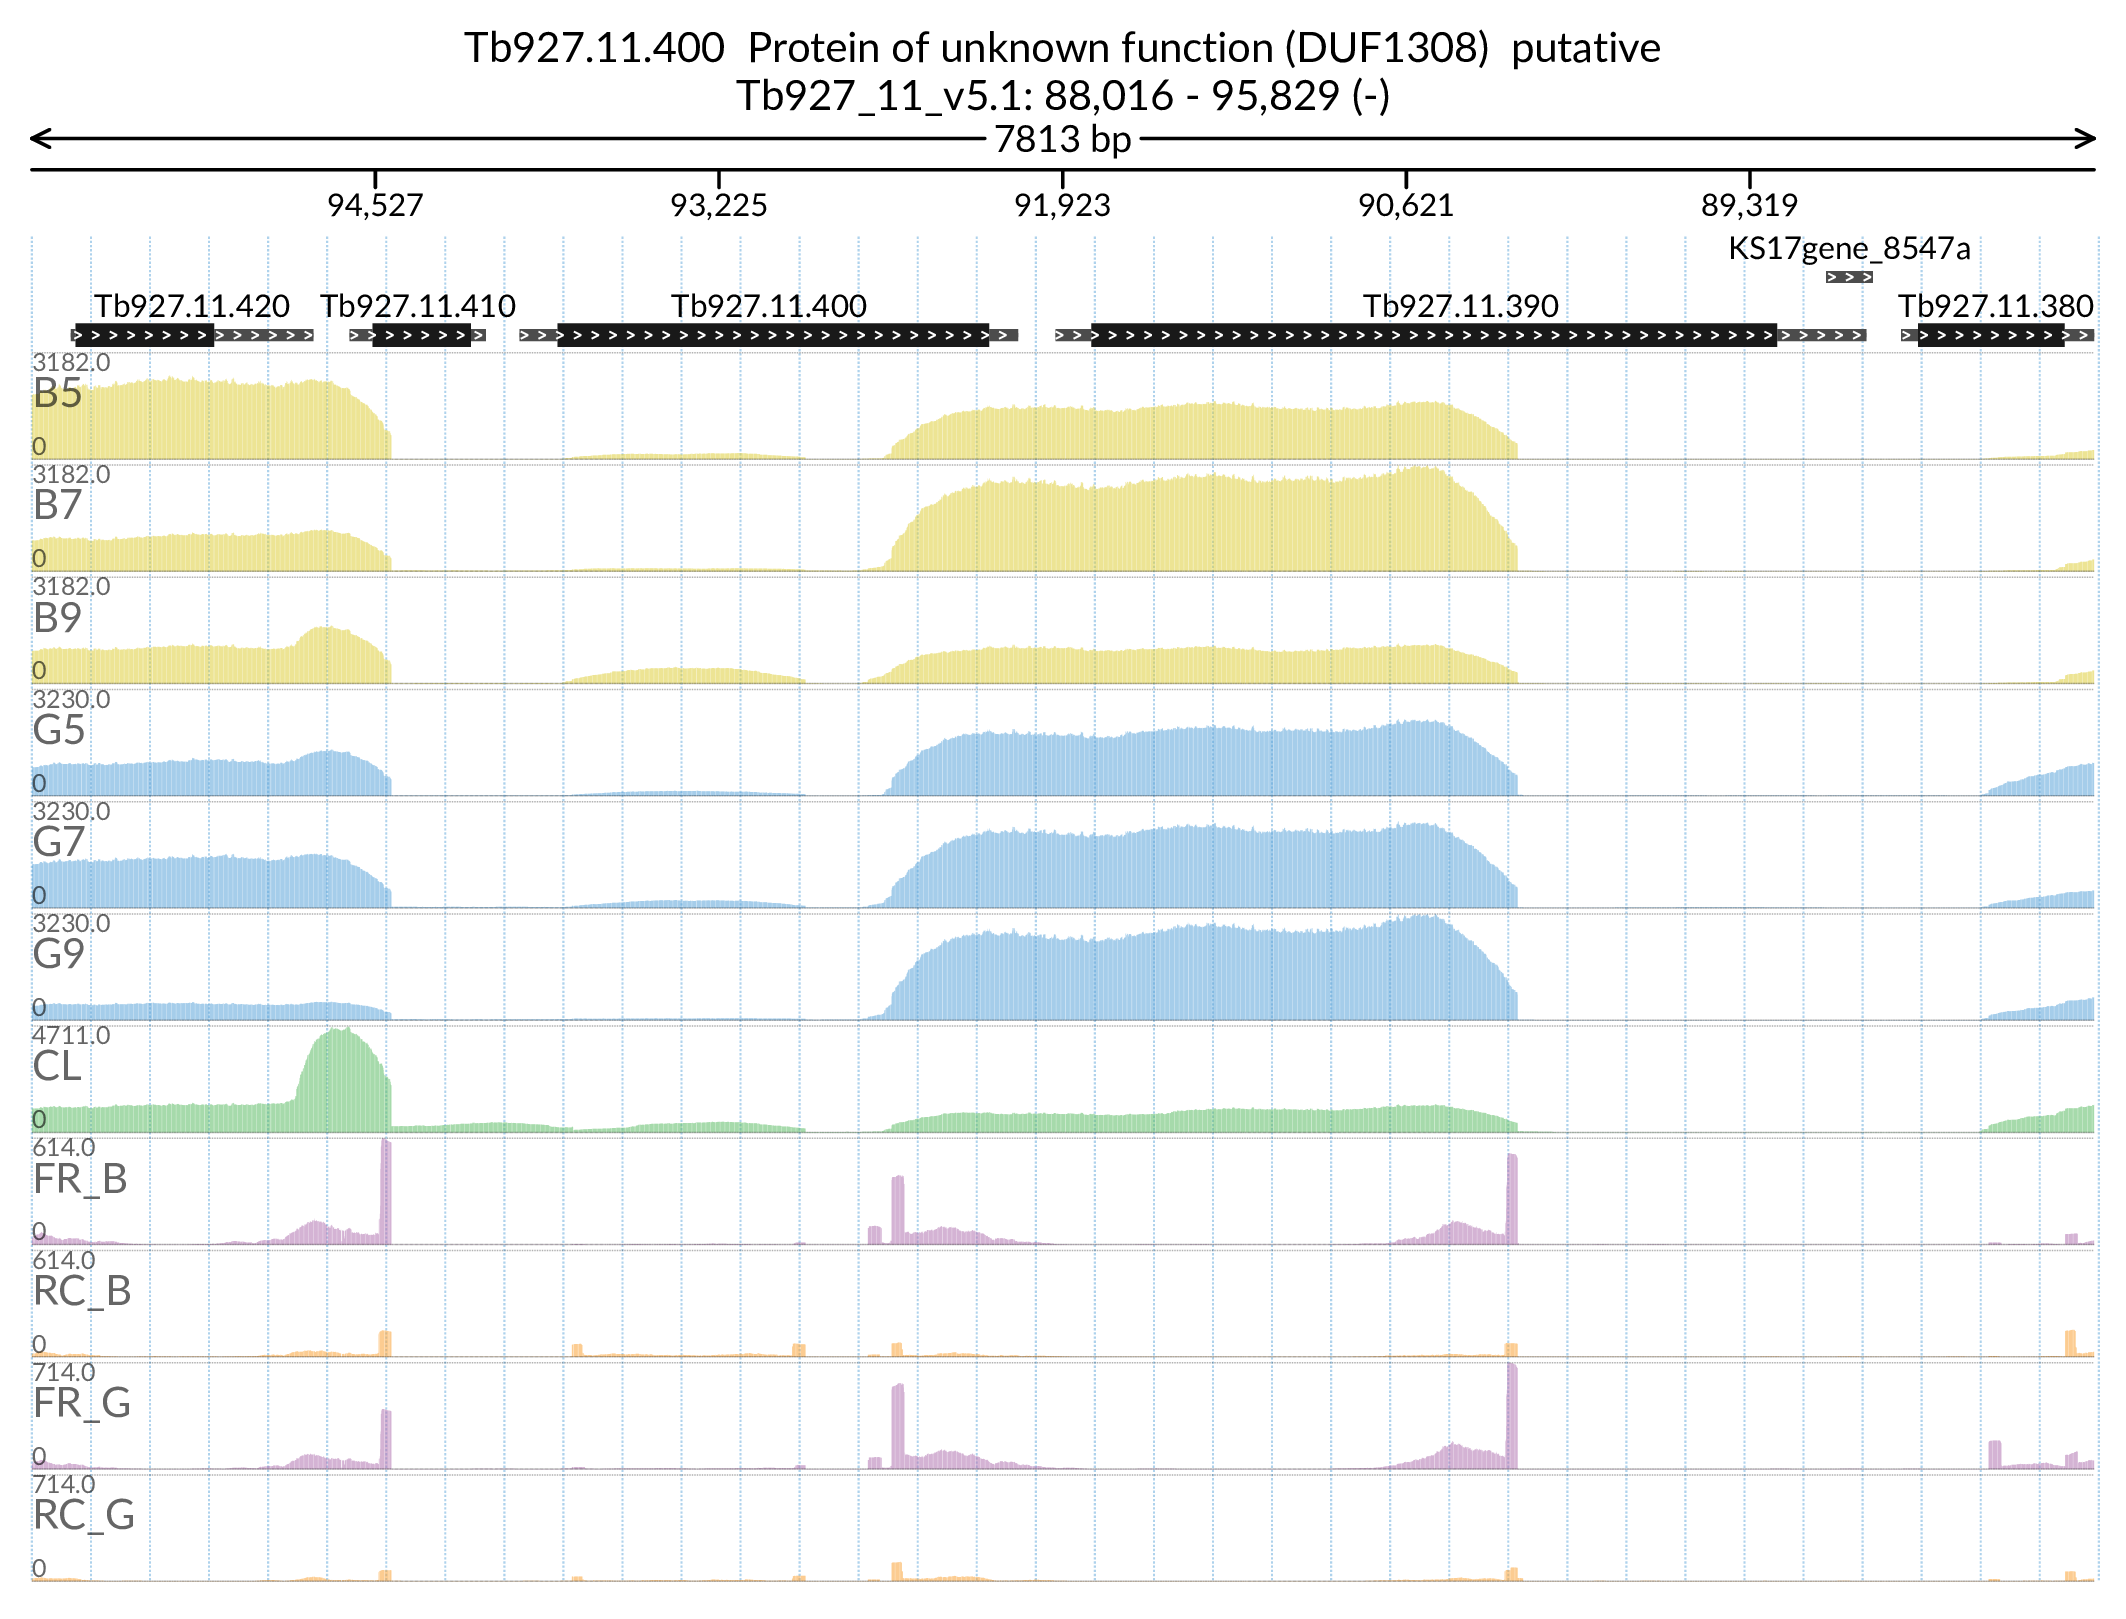 Tb927.11.400  Protein of unknown function (DUF1308)  putative
Tb927_11_v5.1: 88,016 - 95,829 (-)
7813 bp
94,527 93,225 91,923 90,621 89,319
KS17gene_8547a
Tb927.11.420 Tb927.11.410 Tb927.11.400 Tb927.11.390 Tb927.11.380
3182.0
B5
0
3182.0
B7
0
3182.0
B9
0
3230.0
G5
0
3230.0
G7
0
3230.0
G9
0
4711.0
CL
0
614.0
FR_B
0
614.0
RC_B
0
714.0
FR_G
0
714.0
RC_G
0